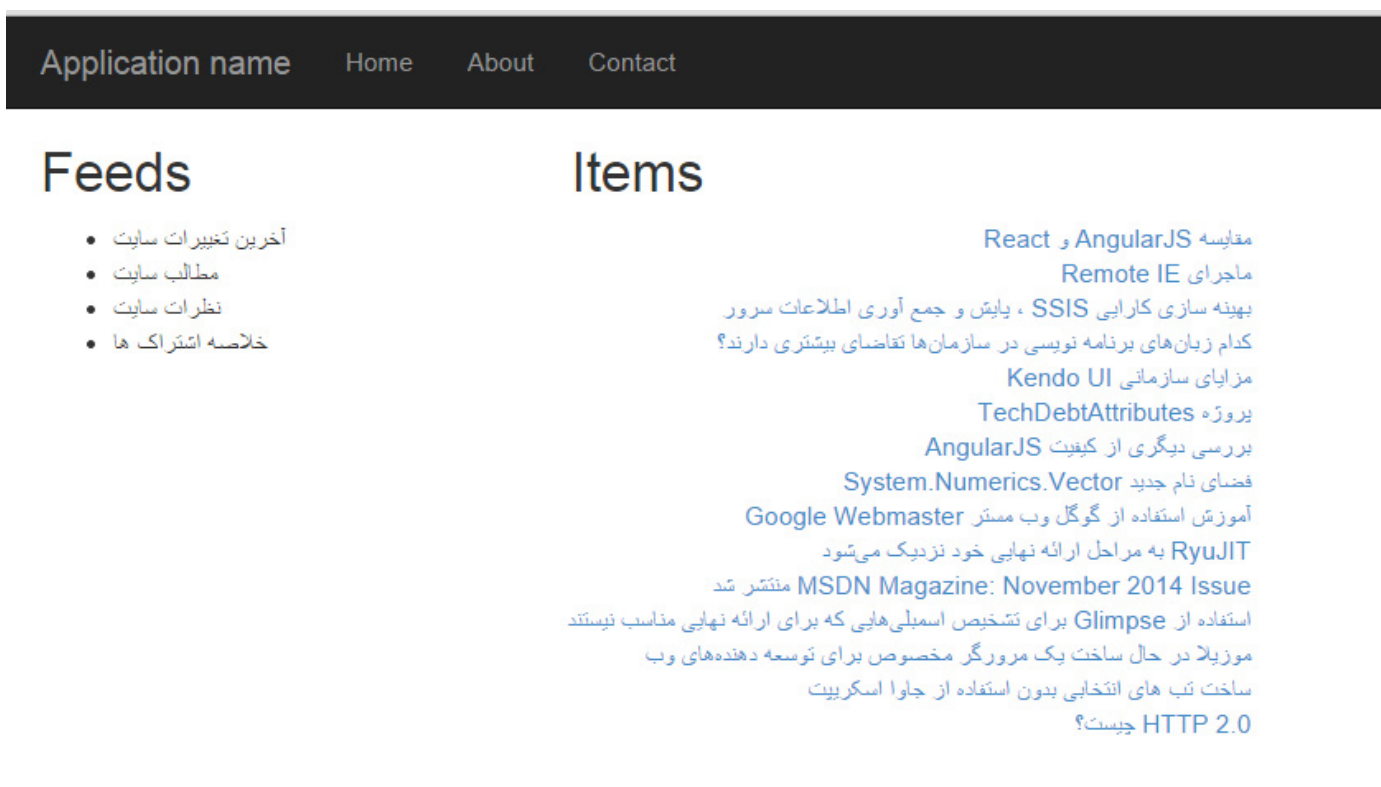 Application name Home About Contact
Feeds
آخرین تغییرات سایت
مطالب سایت
نظرات سایت
خلاصه اشتراک ها
Items
مقایسه AngularJS و React
ماجرای Remote IE
بهینه سازی کارایی SSIS ، پایش و جمع آوری اطلاعات سرور
کدام زبان‌های برنامه نویسی در سازمان‌ها تقاضای بیشتری دارند؟
مزایای سازمانی Kendo UI
پروژه TechDebtAttributes
بررسی دیگری از کیفیت AngularJS
فضای نام جدید System.Numerics.Vector
آموزش استفاده از گوگل وب مستر Google Webmaster
RyuJIT به مراحل ارائه نهایی خود نزدیک می‌شود
MSDN Magazine: November 2014 Issue منتشر شد
استفاده از Glimpse برای تشخیص اسمبلی‌هایی که برای ارائه نهایی مناسب نیستند
موزیلا در حال ساخت یک مرورگر مخصوص برای توسعه دهنده‌های وب
ساخت تب های انتخابی بدون استفاده از جاوا اسکریپت
HTTP 2.0 چیست؟